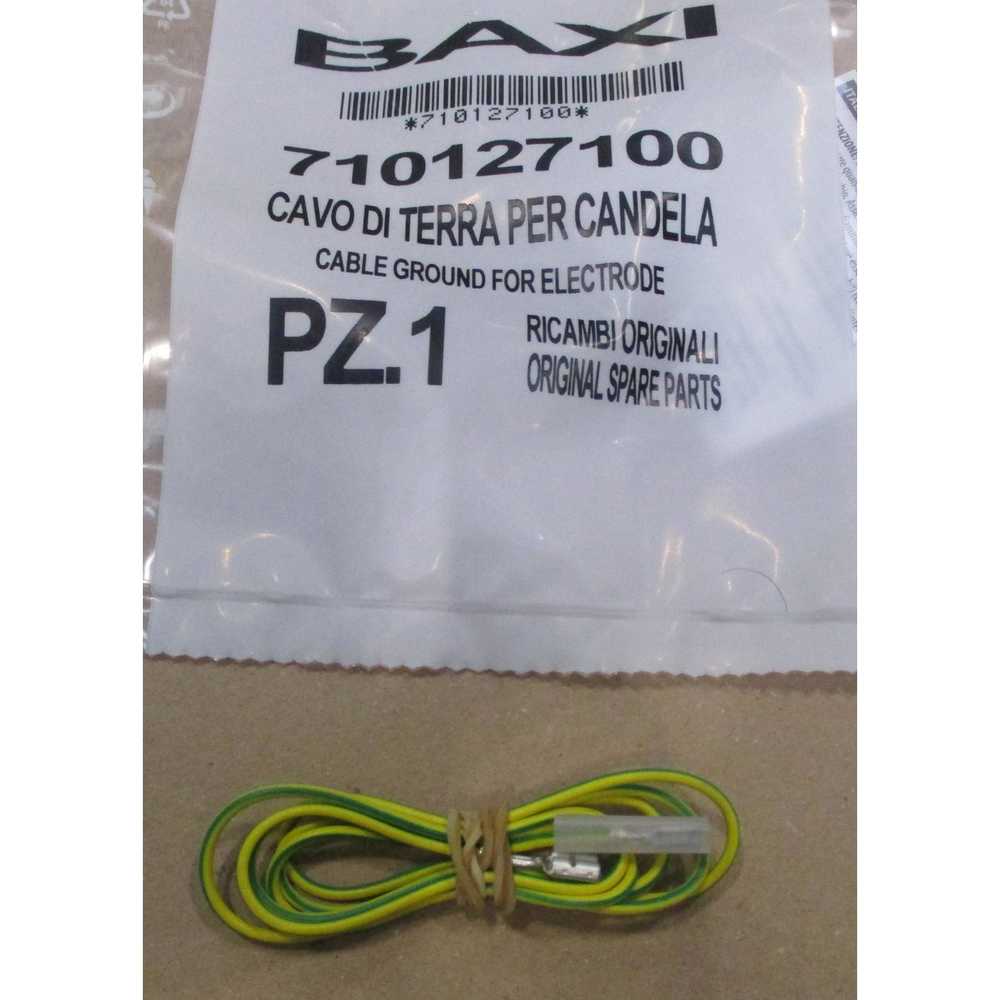 BAXI
*710127100*
710127100
CAVO DI TERRA PER CANDELA
CABLE GROUND FOR ELECTRODE
PZ.1
RICAMBI ORIGINALI
ORIGINAL SPARE PARTS